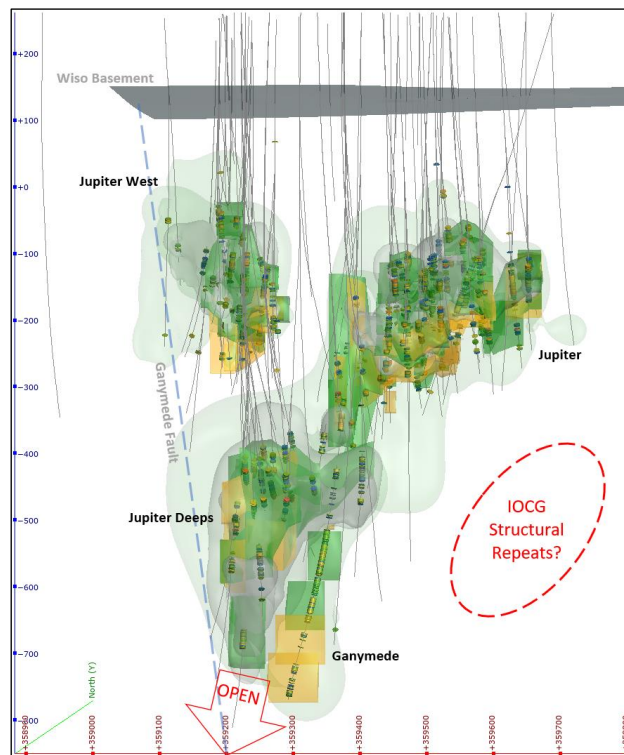 +200
Wiso Basement
+100
Jupiter West
+0
-100
-200
Jupiter
-300
Ganymede Fault
-400
IOCG
Structural
Repeats?
Jupiter Deeps
-500
-600
Ganymede
-700
OPEN
North (Y)
+359000
+359100
+359200
+359300
+359400
+359500
+359600
+359700